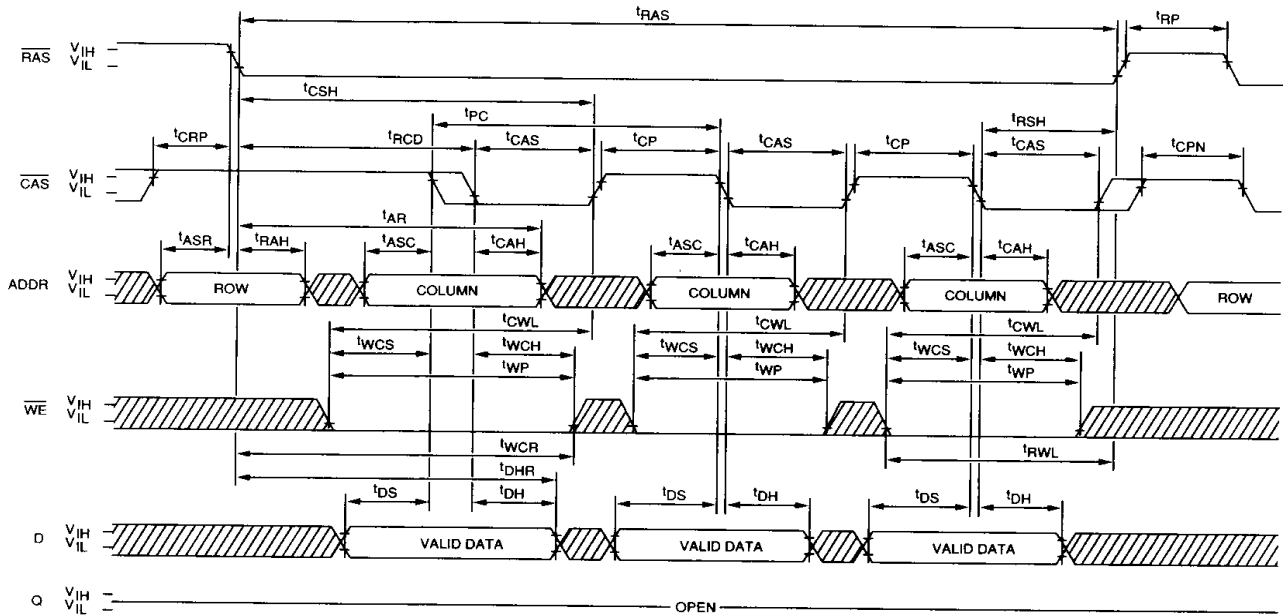 tRAS
tRP
RAS VIH
VIL
tCSH
tPC
tRSH
tCRP
tRCD
tCAS
tCP
tCAS
tCP
tCAS
tCPN
CAS VIH
VIL
tAR
tASR
tRAH
tASC
tCAH
tASC
tCAH
tASC
tCAH
ADDR VIH
VIL
ROW
COLUMN
COLUMN
COLUMN
ROW
tCWL
tCWL
tCWL
tWCS
tWCH
tWCS
tWCH
tWCS
tWCH
tWP
tWP
tWP
WE VIH
VIL
tWCR
tRWL
tDHR
tDS
tDH
tDS
tDH
tDS
tDH
D VIH
VIL
VALID DATA
VALID DATA
VALID DATA
Q VIH
VIL
OPEN